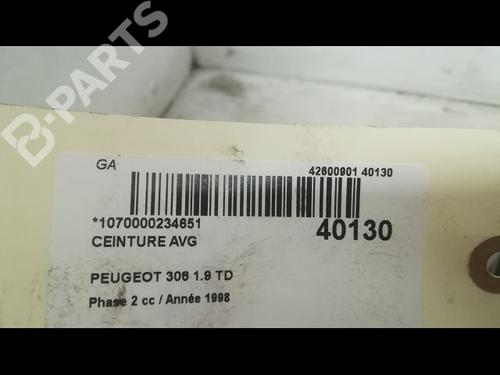 B-PARTS
GA
42600901 40130
*1070000234651
40130
CEINTURE AVG
PEUGEOT 306 1.9 TD
Phase 2 cc / Année 1998